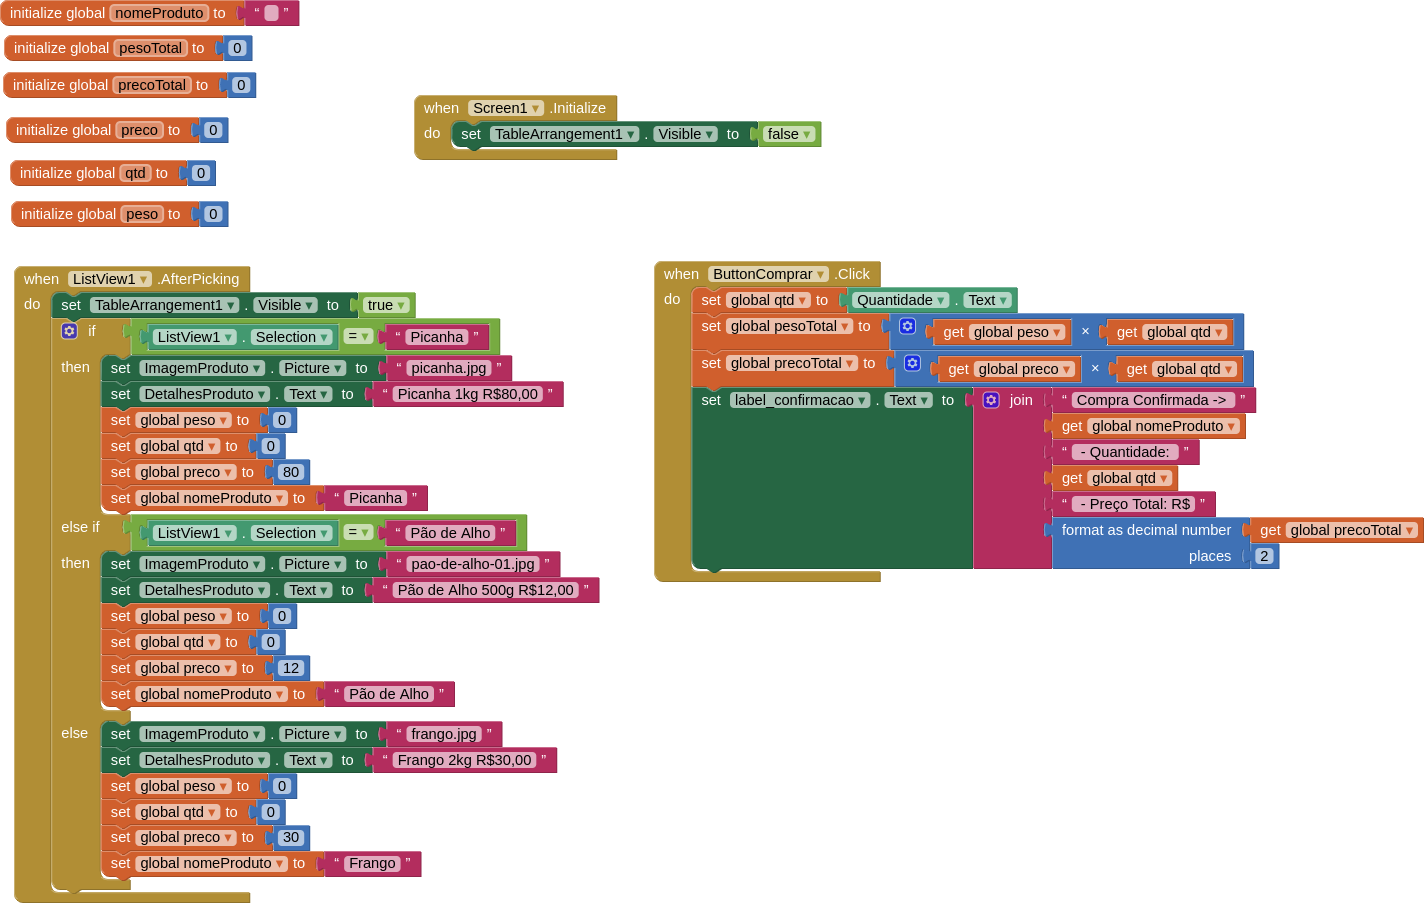 initialize global nomeProduto to “ ”
initialize global pesoTotal to 0
initialize global precoTotal to 0
initialize global preco to 0
initialize global qtd to 0
initialize global peso to 0
when Screen1 .Initialize
do set TableArrangement1 . Visible to false
when ListView1 .AfterPicking
do set TableArrangement1 . Visible to true
if ListView1 . Selection = “ Picanha ”
then set ImagemProduto . Picture to “ picanha.jpg ”
set DetalhesProduto . Text to “ Picanha 1kg R$80,00 ”
set global peso to 0
set global qtd to 0
set global preco to 80
set global nomeProduto to “ Picanha ”
else if ListView1 . Selection = “ Pão de Alho ”
then set ImagemProduto . Picture to “ pao-de-alho-01.jpg ”
set DetalhesProduto . Text to “ Pão de Alho 500g R$12,00 ”
set global peso to 0
set global qtd to 0
set global preco to 12
set global nomeProduto to “ Pão de Alho ”
else set ImagemProduto . Picture to “ frango.jpg ”
set DetalhesProduto . Text to “ Frango 2kg R$30,00 ”
set global peso to 0
set global qtd to 0
set global preco to 30
set global nomeProduto to “ Frango ”
when ButtonComprar .Click
do set global qtd to Quantidade . Text
set global pesoTotal to get global peso × get global qtd
set global precoTotal to get global preco × get global qtd
set label_confirmacao . Text to join “ Compra Confirmada -> ”
get global nomeProduto
“ - Quantidade: ”
get global qtd
“ - Preço Total: R$ ”
format as decimal number get global precoTotal
places 2